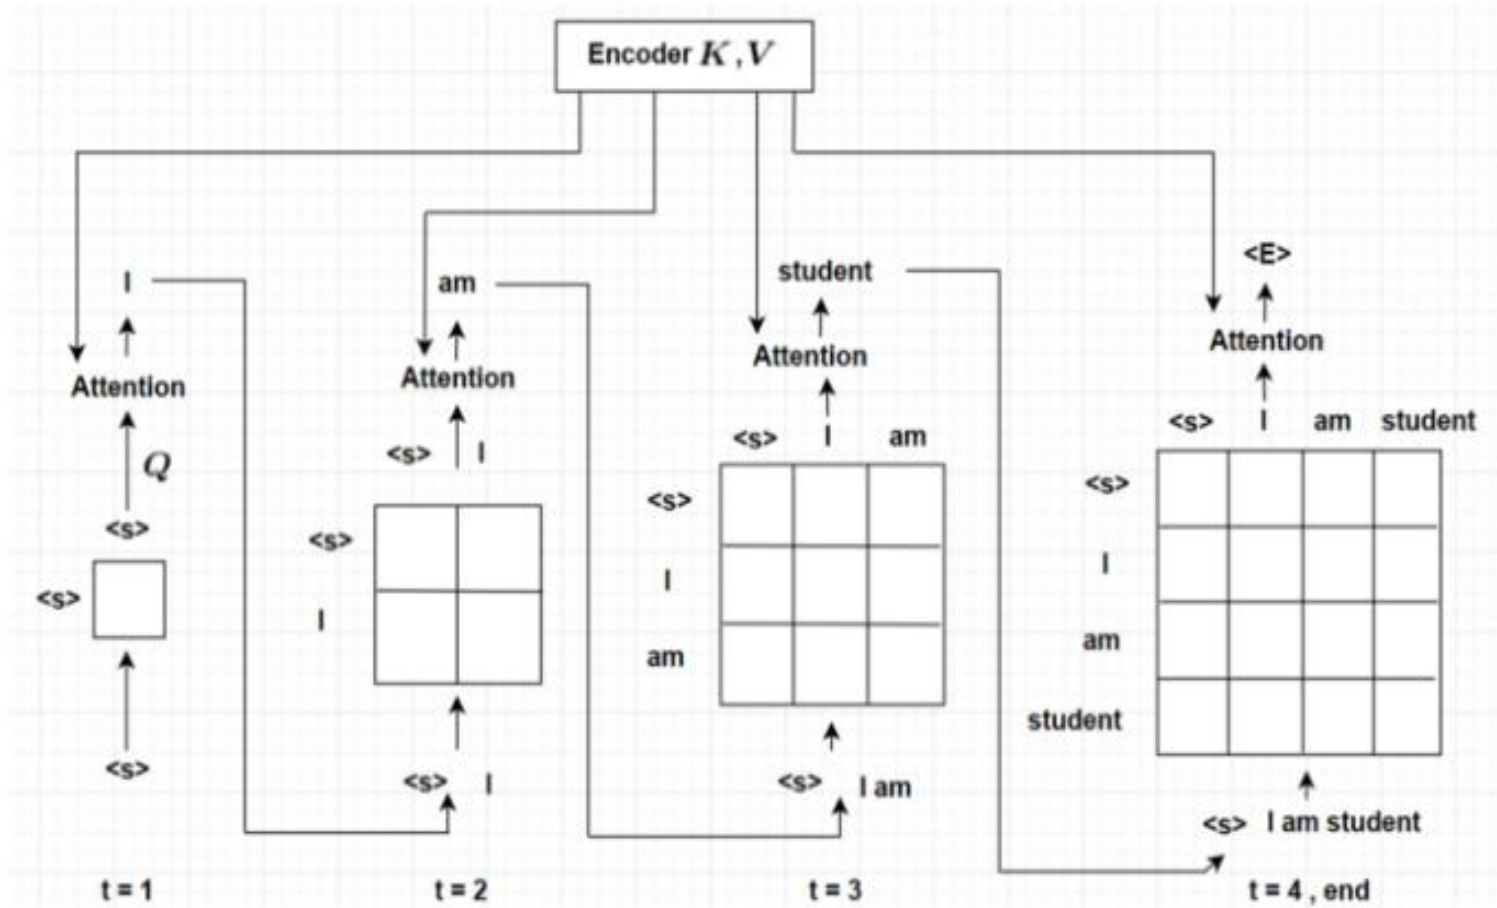 Encoder K , V
I
am
student
<E>
Attention
Attention
Attention
Attention
Q
<s>
<s> I
<s> I am
<s> I am student
<s>
<s>
I
<s>
I
am
<s>
I
am
student
<s>
<s> I
<s> I am
<s> I am student
t = 1
t = 2
t = 3
t = 4 , end